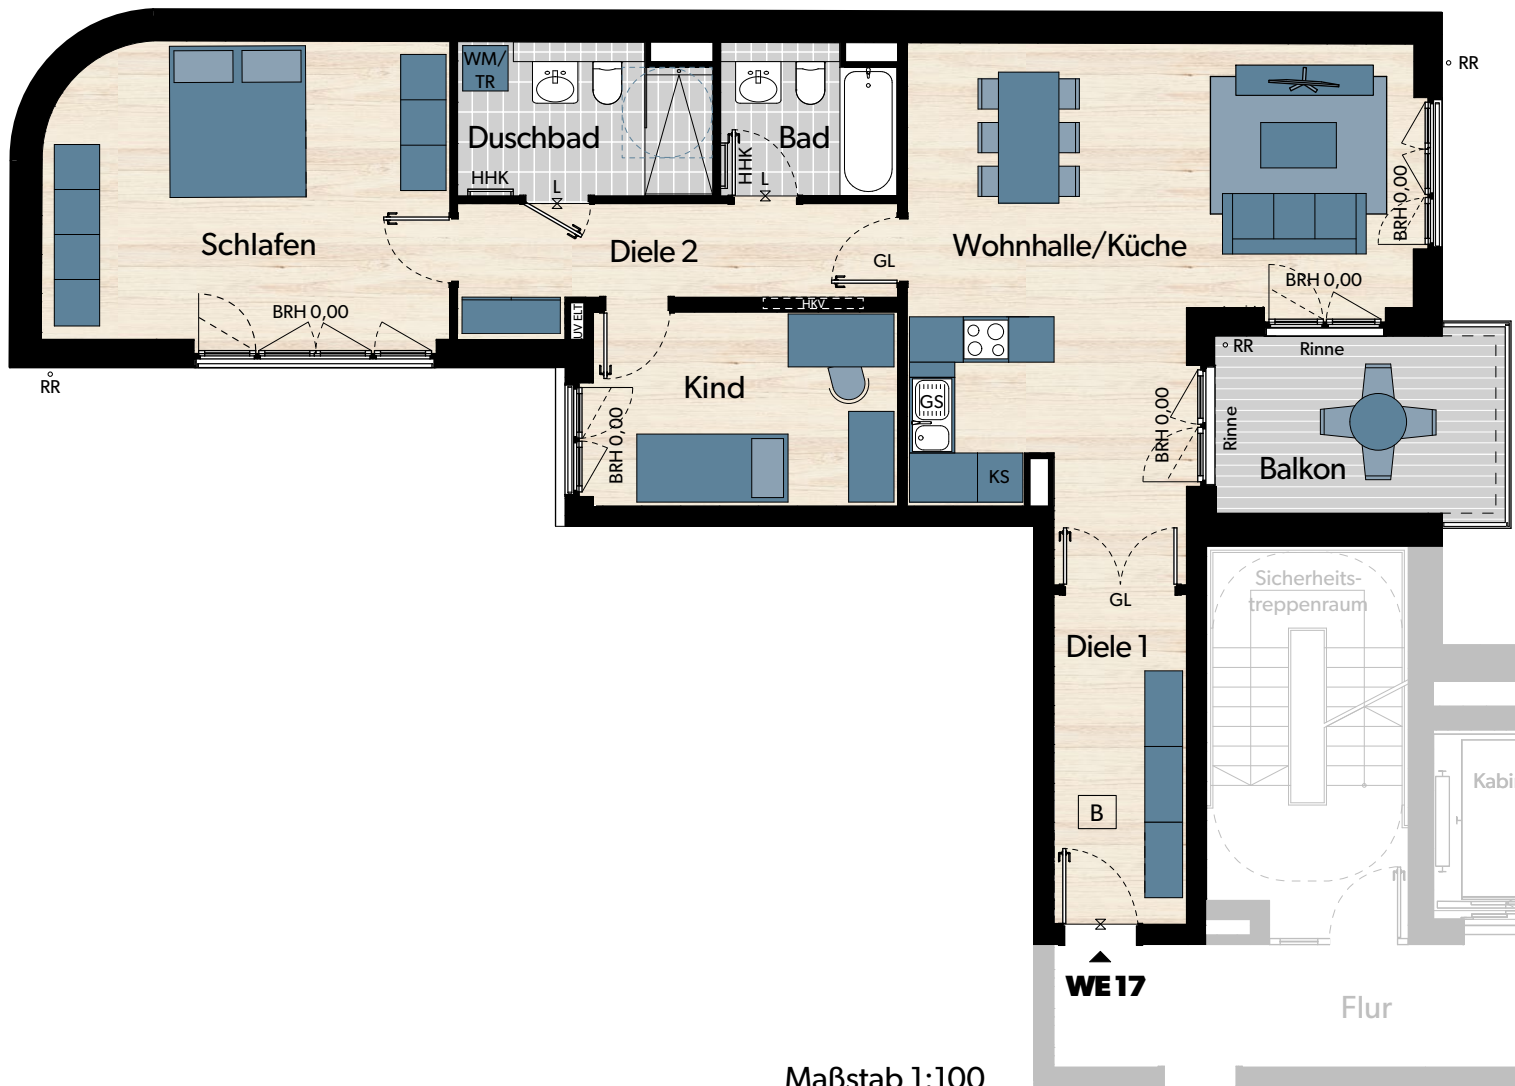 RR
WM/
TR
Duschbad
HHK
L
Bad
HHK
L
BRH 0,00
Schlafen
Diele 2
GL
Wohnhalle/Küche
BRH 0,00
BRH 0,00
HKV
UV ELT
RR
Rinne
RR
Kind
GS
BRH 0,00
BRH 0,00
Rinne
Balkon
KS
Sicherheits-
treppenraum
GL
Diele 1
Kabi
B
WE 17
Flur
Maßstab 1:100